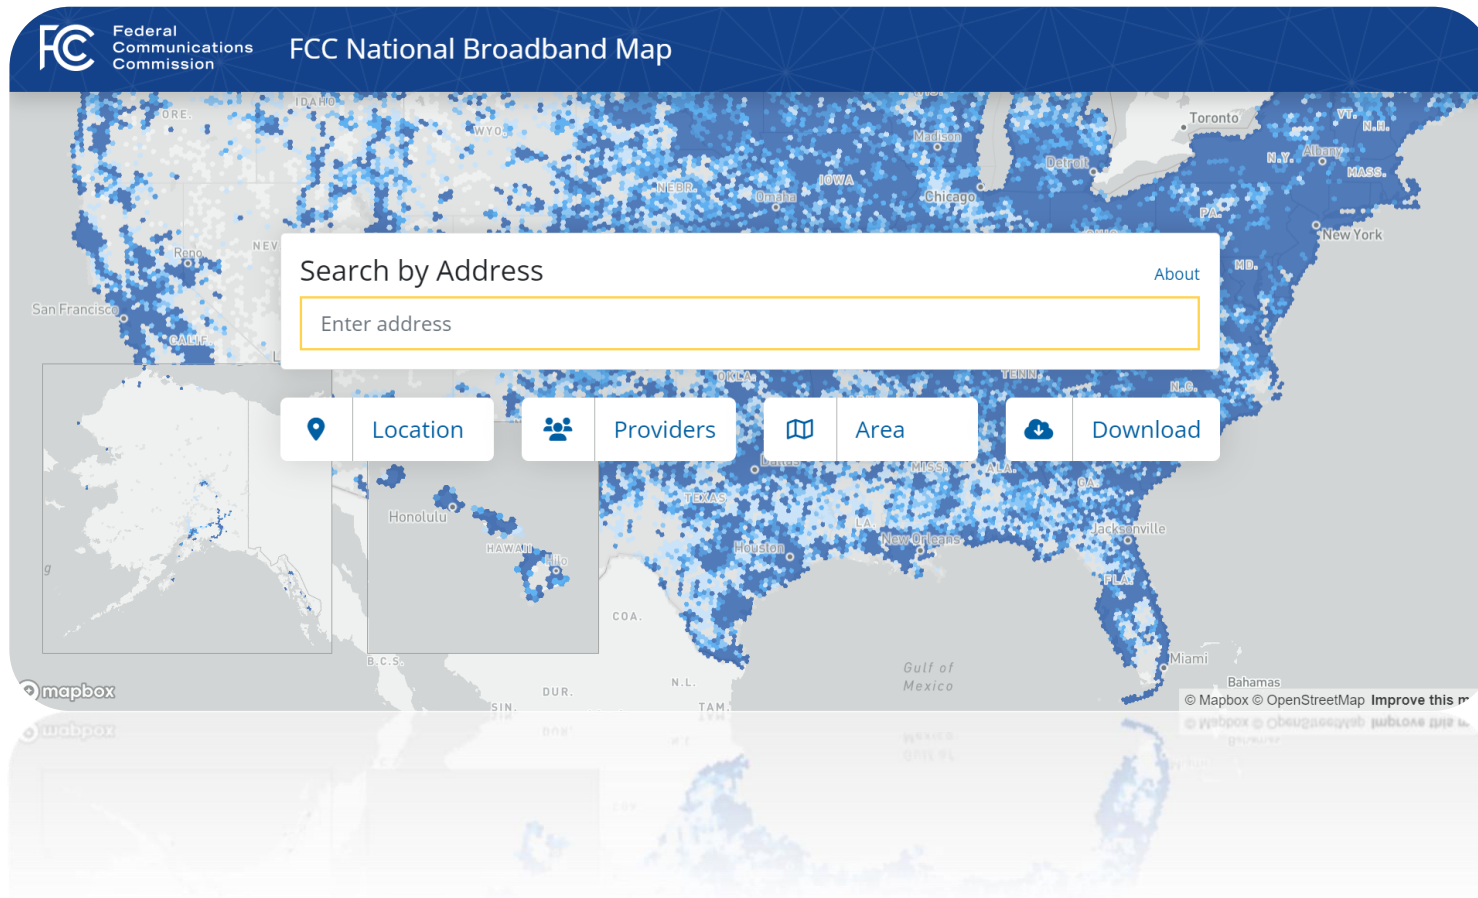 Federal
Communications
Commission
FCC
FCC National Broadband Map
IDAHO
ORE.
WYO.
Madison
Toronto
VT.
N.H.
Detroit
N.Y.
Albany
MASS.
NEBR.
IOWA
Omaha
Chicago
PA.
New York
Reno
NEV
MD.
San Francisco
CALIF.
Search by Address
About
Enter address
L
OKLA.
TENN.
N.C.
Location
Providers
Area
Download
Dallas
MISS.
ALA.
GA.
TEXAS
Honolulu
LA.
Jacksonville
New Orleans
HAWAII
Houston
Hilo
g
FLA.
COA.
B.C.S.
Gulf of
Mexico
Miami
N.L.
DUR.
Bahamas
mapbox
SIN.
TAM.
© Mapbox © OpenStreetMap Improve this m